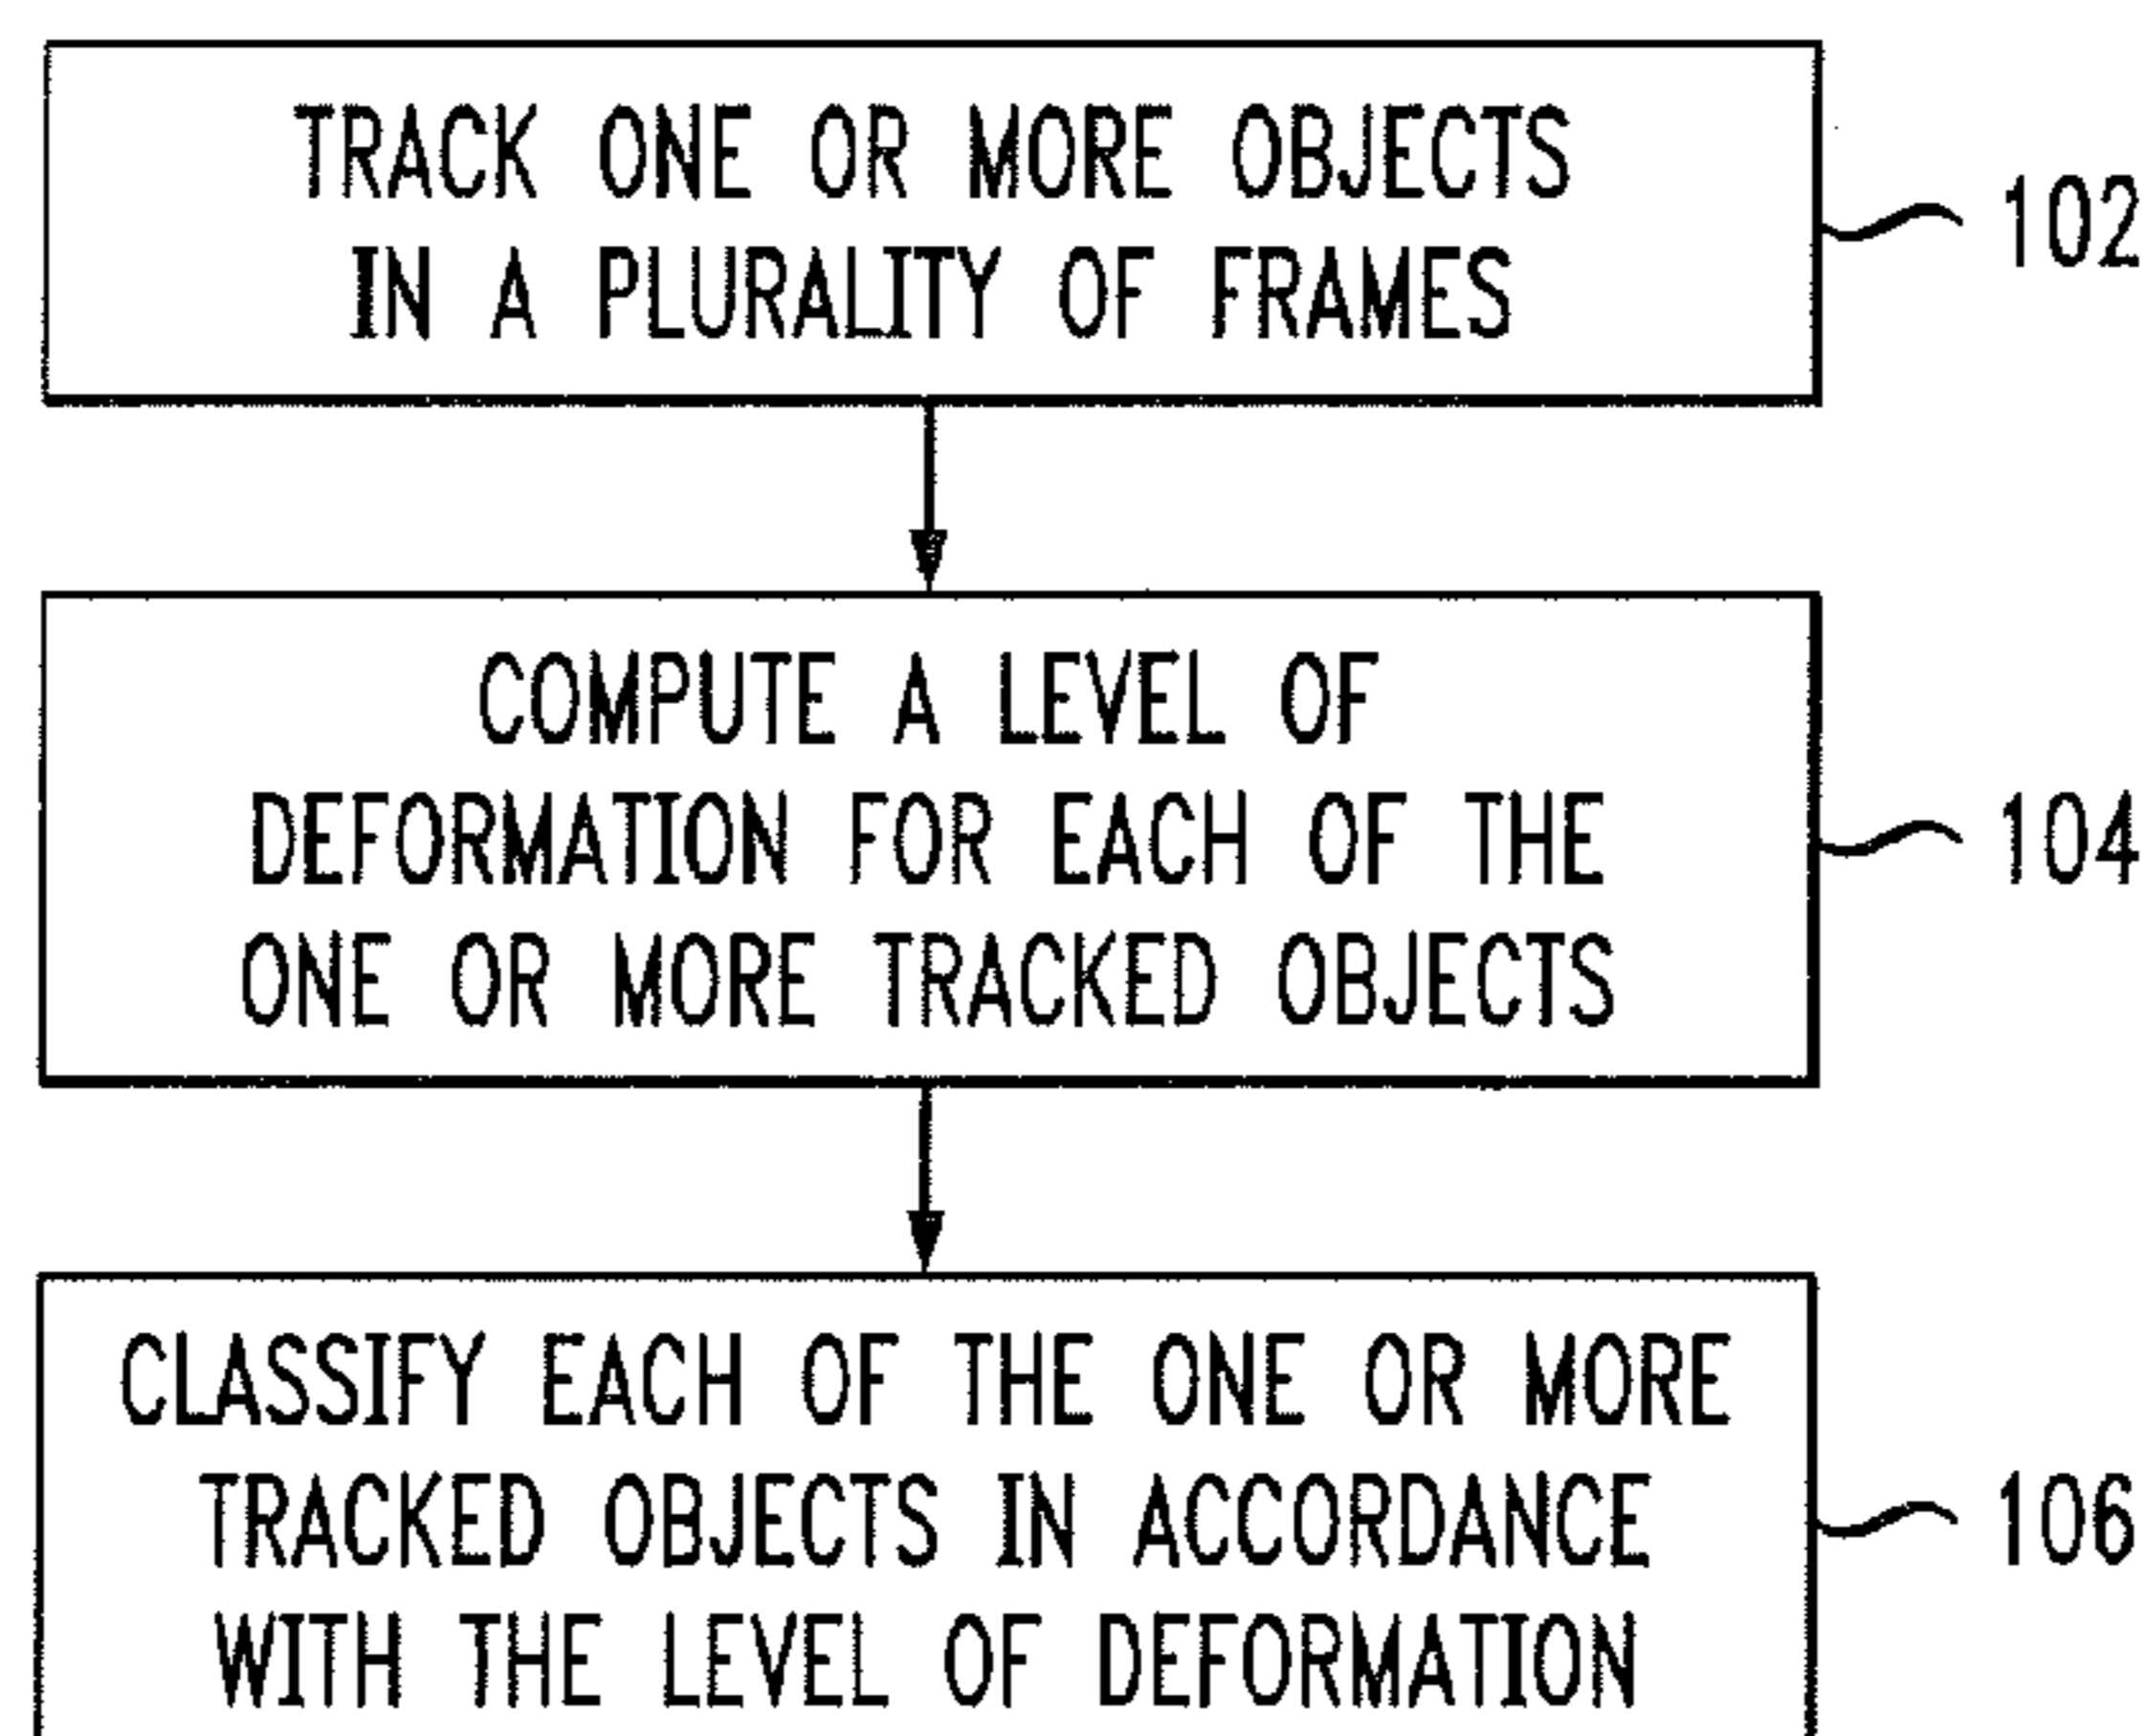 TRACK ONE OR MORE OBJECTS
IN A PLURALITY OF FRAMES
102
COMPUTE A LEVEL OF
DEFORMATION FOR EACH OF THE
ONE OR MORE TRACKED OBJECTS
104
CLASSIFY EACH OF THE ONE OR MORE
TRACKED OBJECTS IN ACCORDANCE
WITH THE LEVEL OF DEFORMATION
106